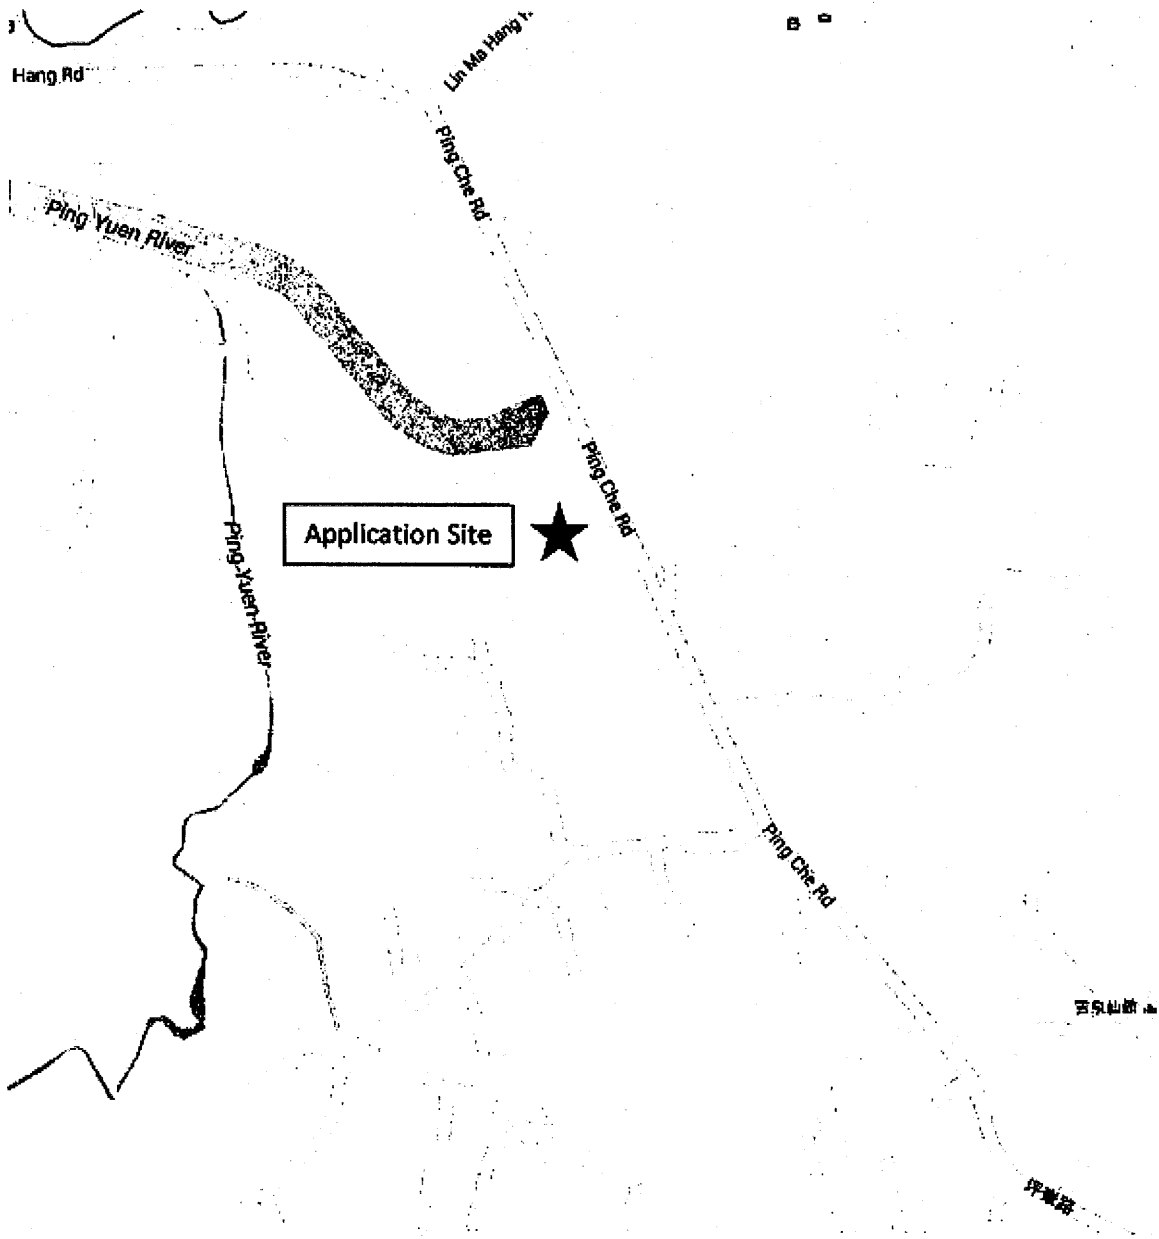 Lin Ma Hang
Hang Rd
Ping Che Rd
Ping Yuen River
Ping Che Rd
Application Site
Ping Yuen River
Ping Che Rd
坪輋路